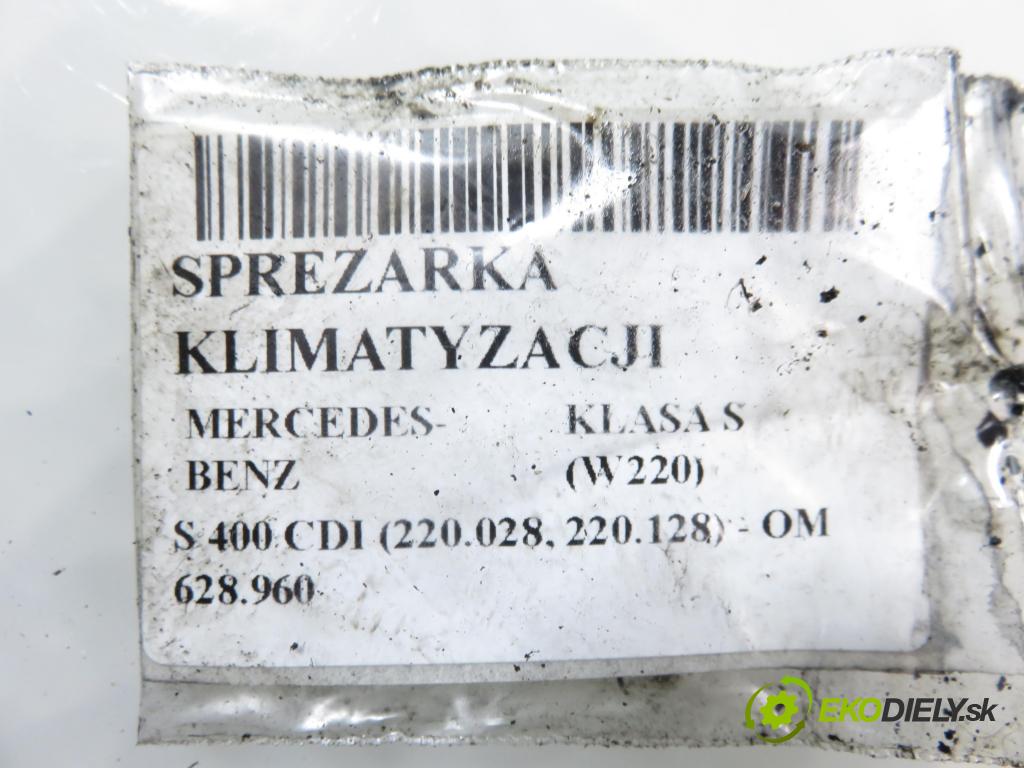 SPREZARKA
KLIMATYZACJI
MERCEDES- KLASA S
BENZ (W220)
S 400 CDI (220.028, 220.128) - OM
628.960
EKODIELY.sk